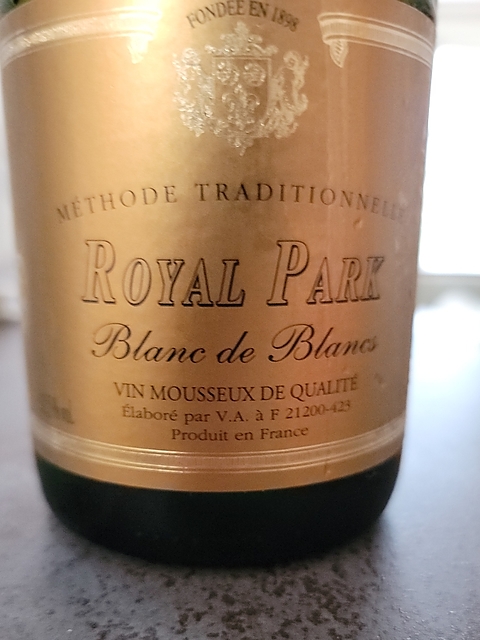 FONDÉE EN 1898
MÉTHODE TRADITIONNELLE
ROYAL PARK
Blanc de Blancs
VIN MOUSSEUX DE QUALITÉ
Élaboré par V.A. à F 21200-423
Produit en France